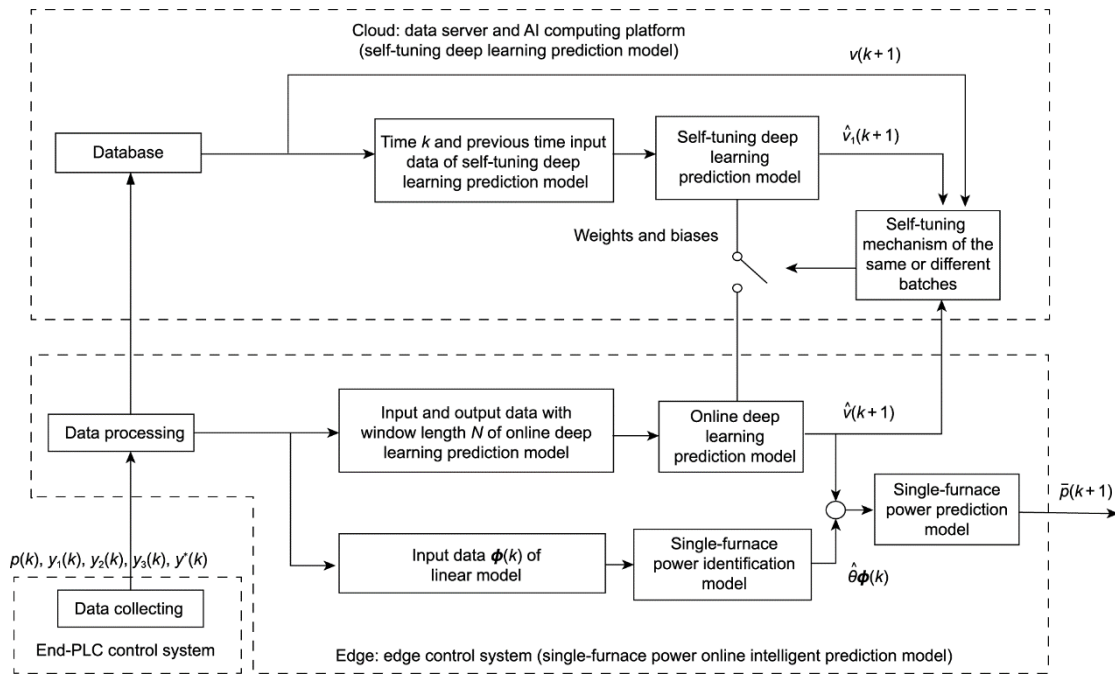 Cloud: data server and AI computing platform
(self-tuning deep learning prediction model)
v(k+1)
Database
Time k and previous time input
data of self-tuning deep
learning prediction model
Self-tuning deep
learning
prediction model
v̂₁(k+1)
Weights and biases
Self-tuning
mechanism of the
same or different
batches
Data processing
Input and output data with
window length N of online deep
learning prediction model
Online deep
learning
prediction model
v̂(k+1)
Single-furnace
power prediction
model
p̄(k+1)
p(k), y₁(k), y₂(k), y₃(k), y*(k)
Input data ϕ(k) of
linear model
Single-furnace
power identification
model
θ̂ϕ(k)
Data collecting
End-PLC control system
Edge: edge control system (single-furnace power online intelligent prediction model)